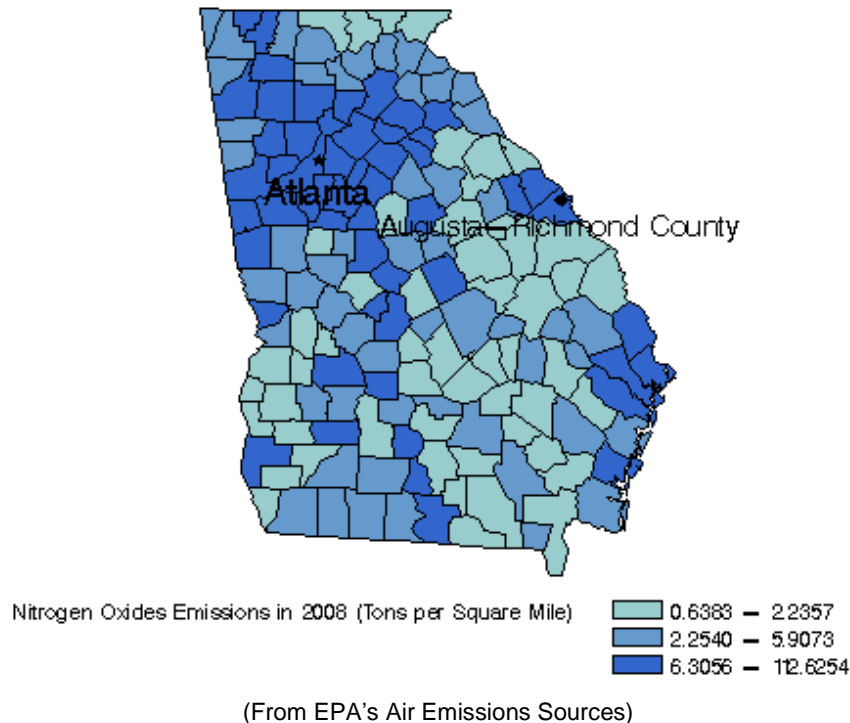 Atlanta
Augusta—Richmond County
Nitrogen Oxides Emissions in 2008 (Tons per Square Mile)
0.6383 — 2.2357
2.2540 — 5.9073
6.3056 — 112.6254
(From EPA's Air Emissions Sources)